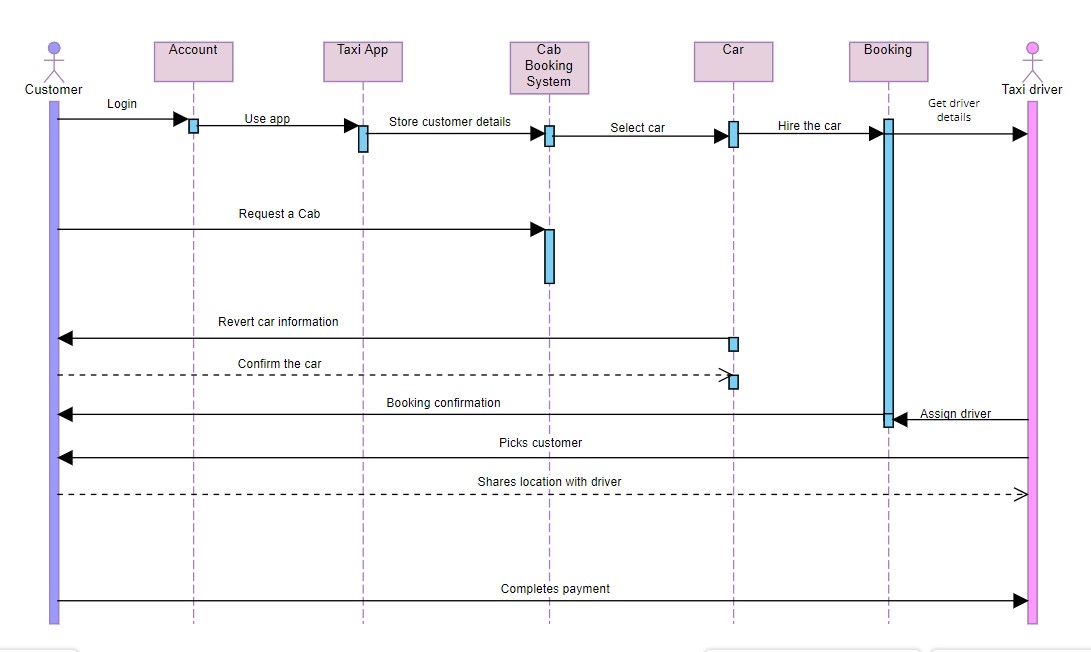 Account
Taxi App
Cab
Booking
System
Car
Booking
Customer
Taxi driver
Login
Use app
Store customer details
Select car
Hire the car
Get driver
details
Request a Cab
Revert car information
Confirm the car
Booking confirmation
Assign driver
Picks customer
Shares location with driver
Completes payment